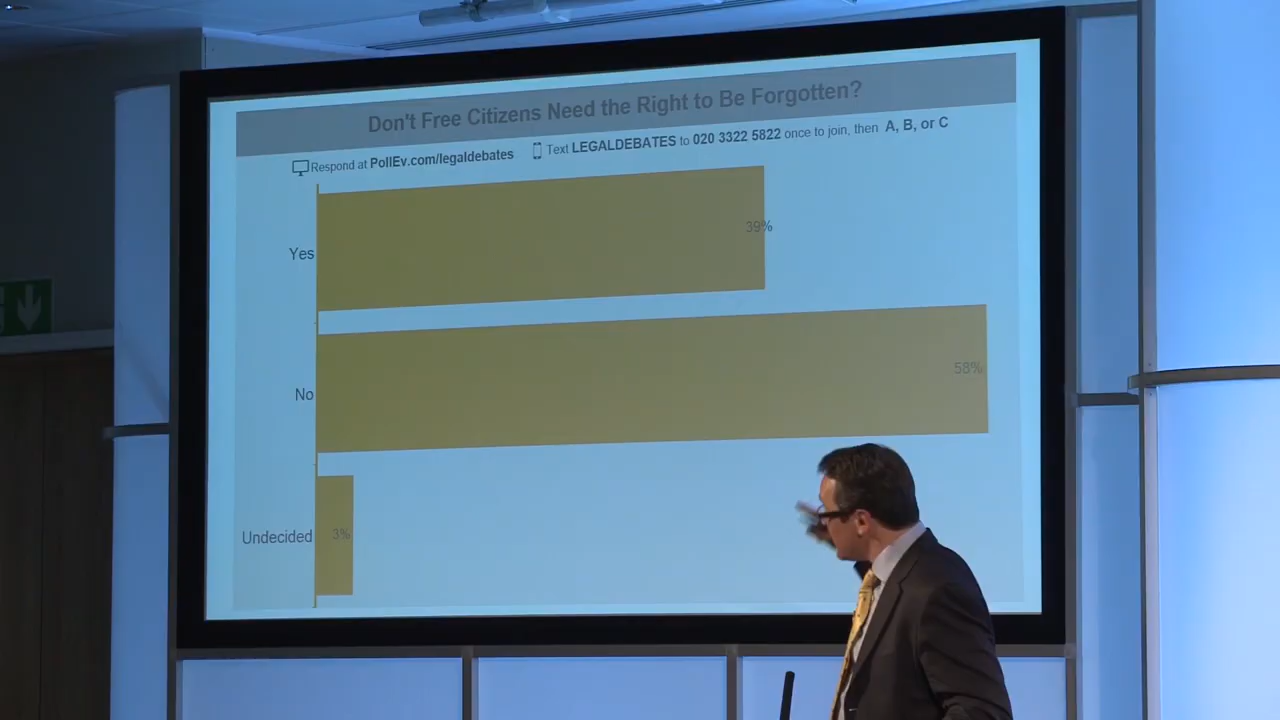 Don't Free Citizens Need the Right to Be Forgotten?
Respond at PollEv.com/legaldebates Text LEGALDEBATES to 020 3322 5822 once to join, then A, B, or C
Yes 39%
No 58%
Undecided 3%